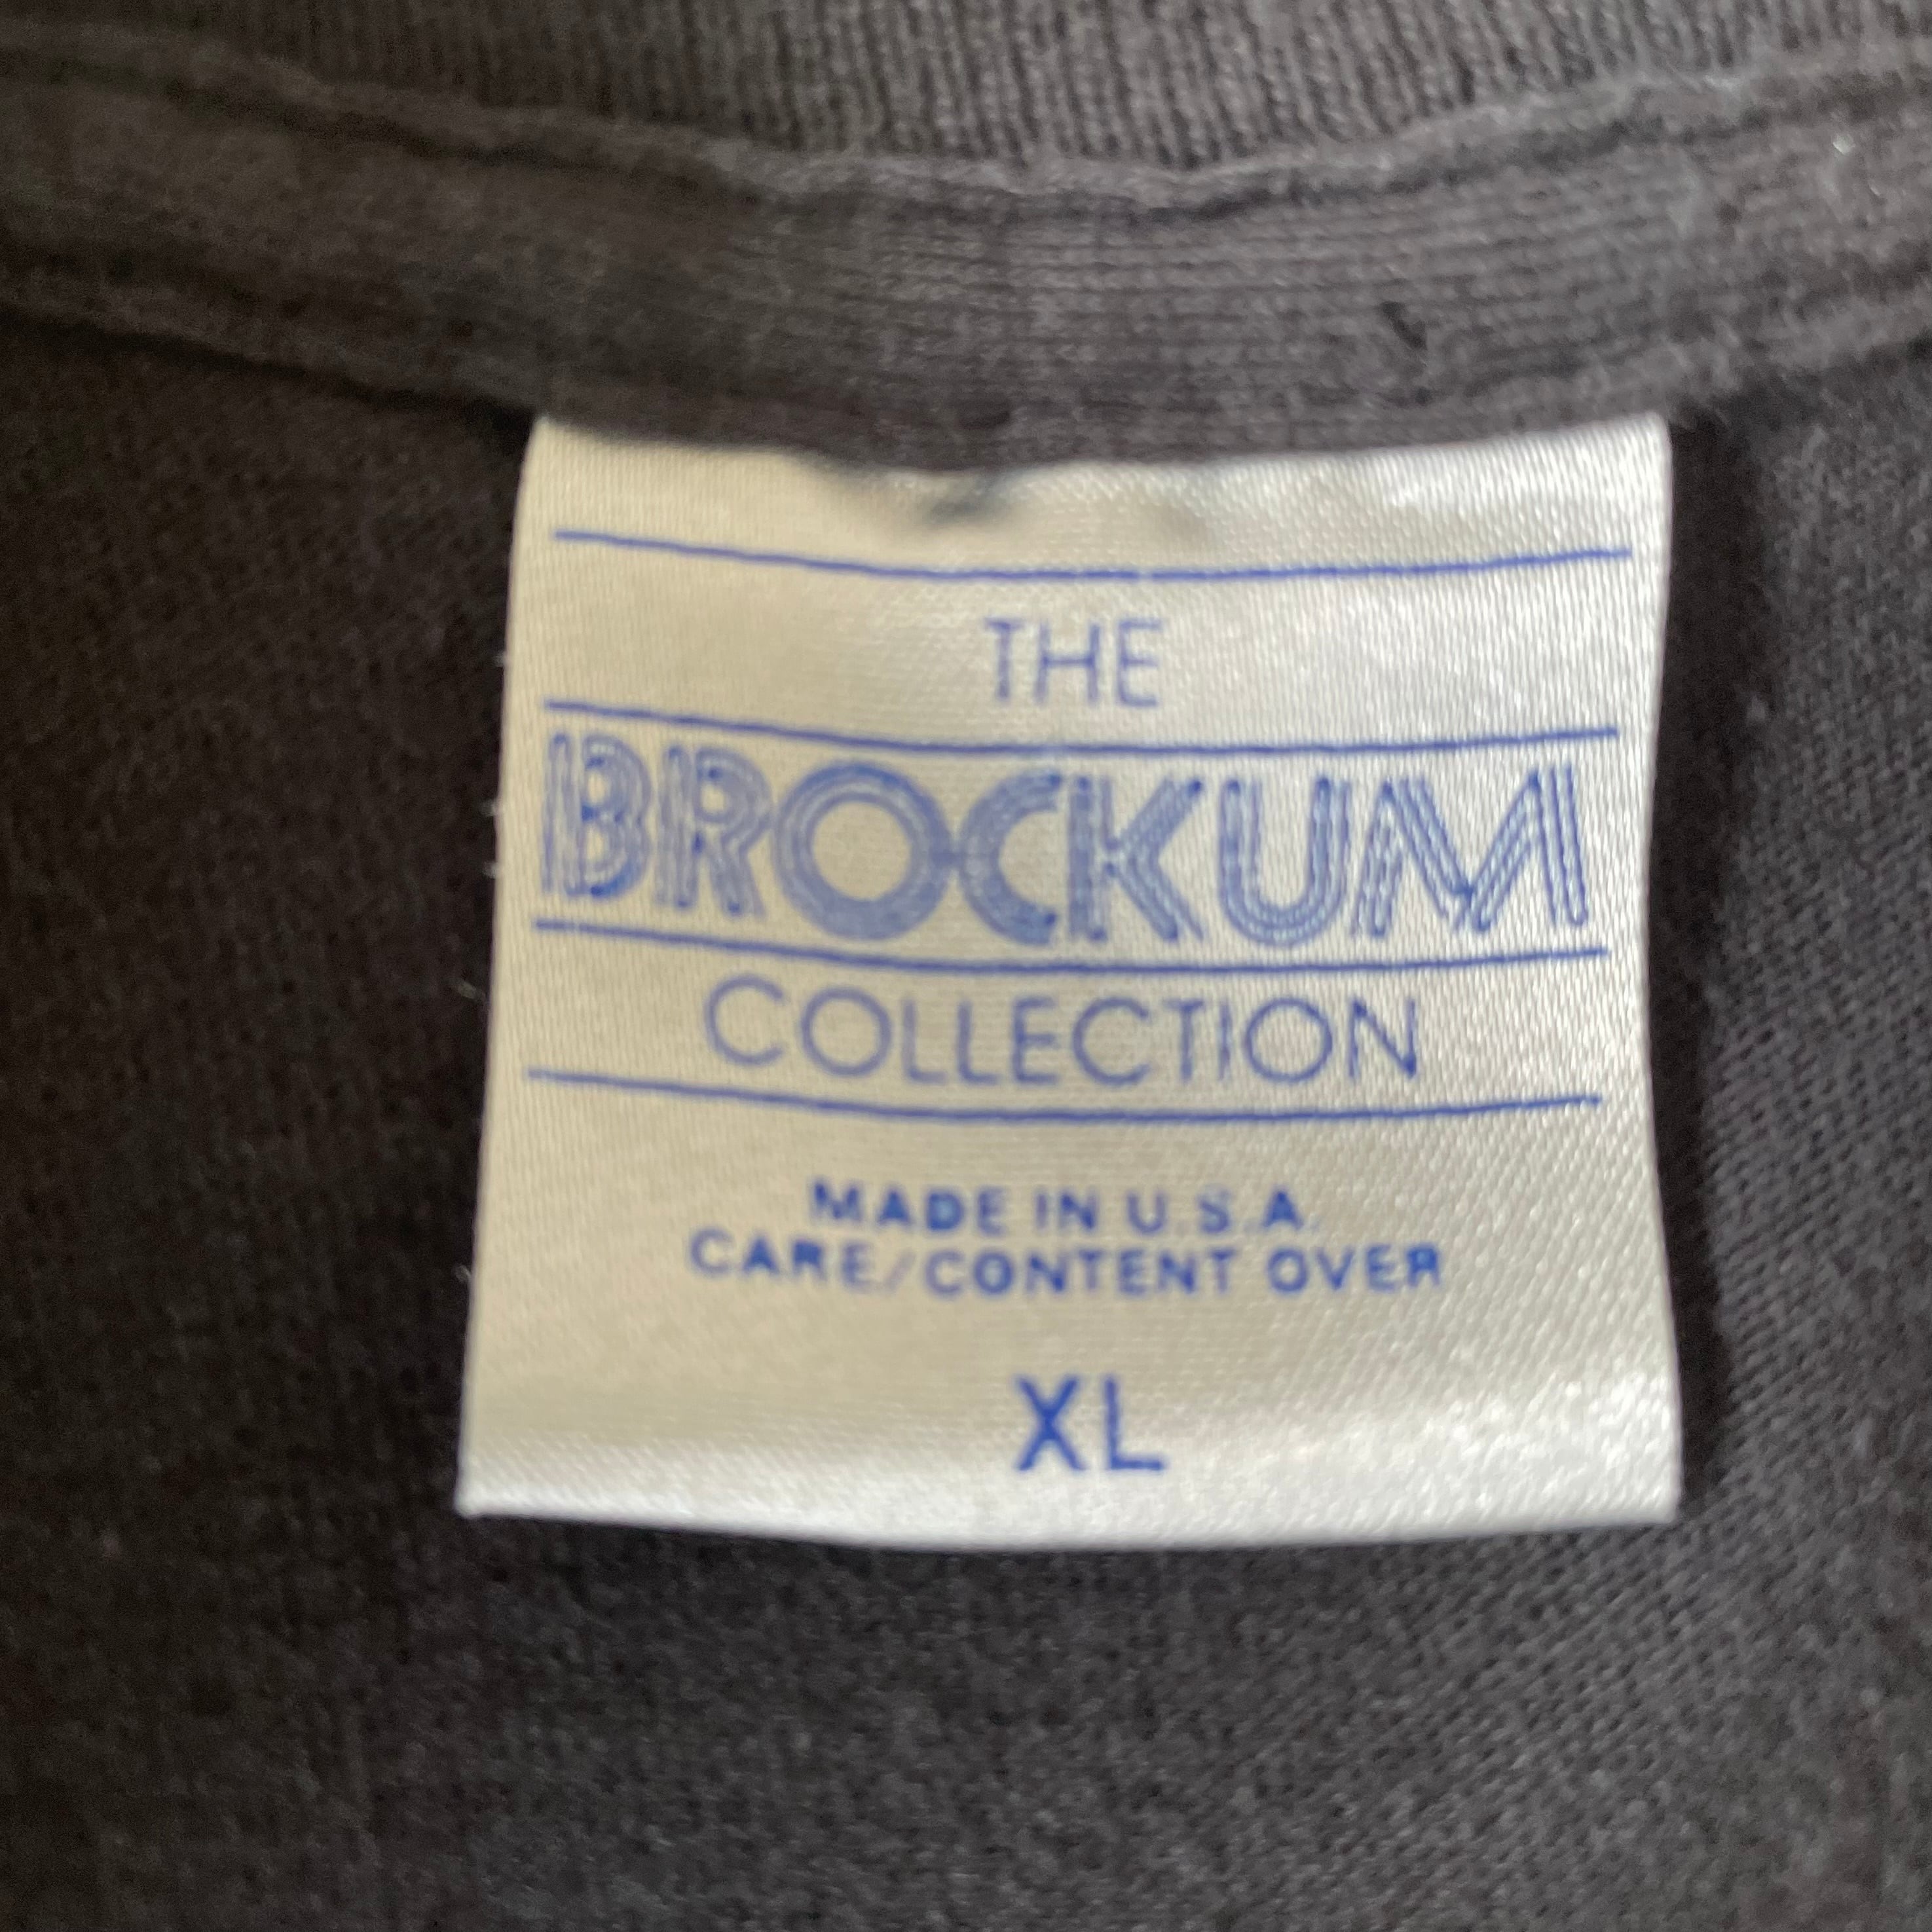 THE
BROCKUM
COLLECTION
MADE IN U.S.A.
CARE/CONTENT OVER
XL